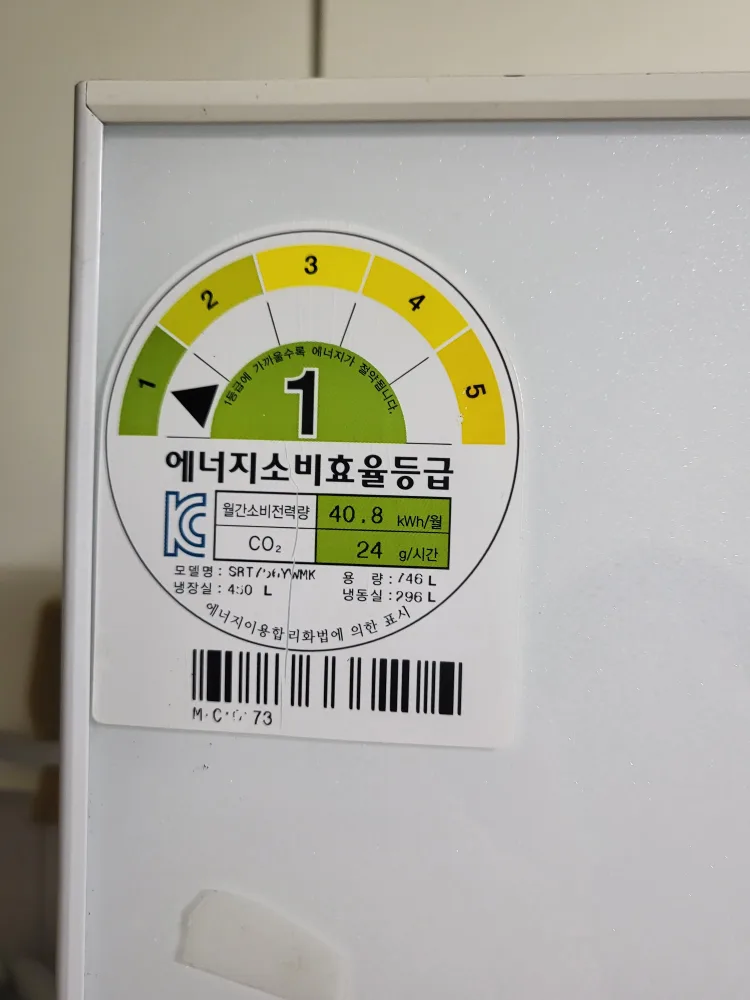 1 2 3 4 5
1등급에 가까울수록 에너지가 절약됩니다.
1
에너지소비효율등급
월간소비전력량 40.8 kWh/월
CO₂ 24 g/시간
모델명 : 용 량 : 746 L
냉장실 : 450 L 냉동실 : 296 L
에너지이용합리화법에 의한 표시